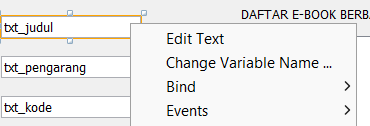 DAFTAR E-BOOK BERBA
txt_judul
Edit Text
Change Variable Name ...
txt_pengarang
Bind
txt_kode
Events